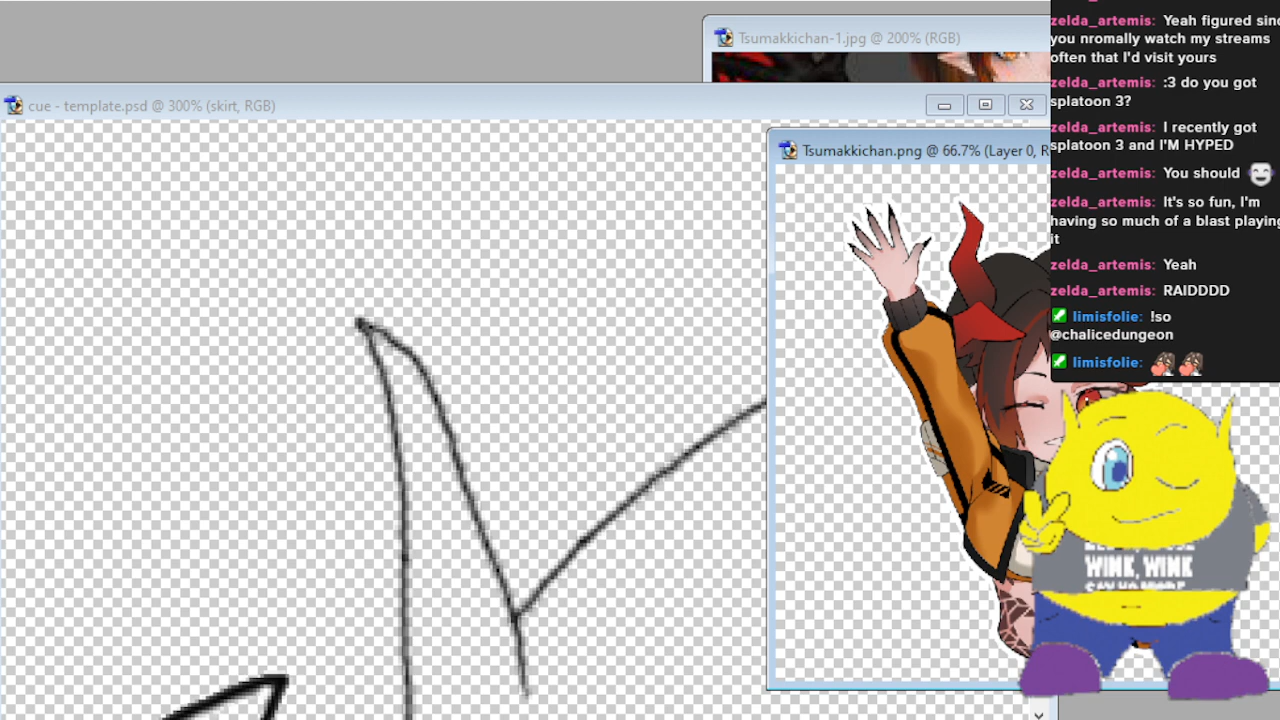 Tsumakkichan-1.jpg @ 200% (RGB)
cue - template.psd @ 300% (skirt, RGB)
Tsumakkichan.png @ 66.7% (Layer 0, R
zelda_artemis: Yeah figured sinc
you nromally watch my streams
often that I'd visit yours
zelda_artemis: :3 do you got
splatoon 3?
zelda_artemis: I recently got
splatoon 3 and I'M HYPED
zelda_artemis: You should
zelda_artemis: It's so fun, I'm
having so much of a blast playing
it
zelda_artemis: Yeah
zelda_artemis: RAIDDDD
limisfolie: !so
@chalicedungeon
limisfolie:
WINK, WINK